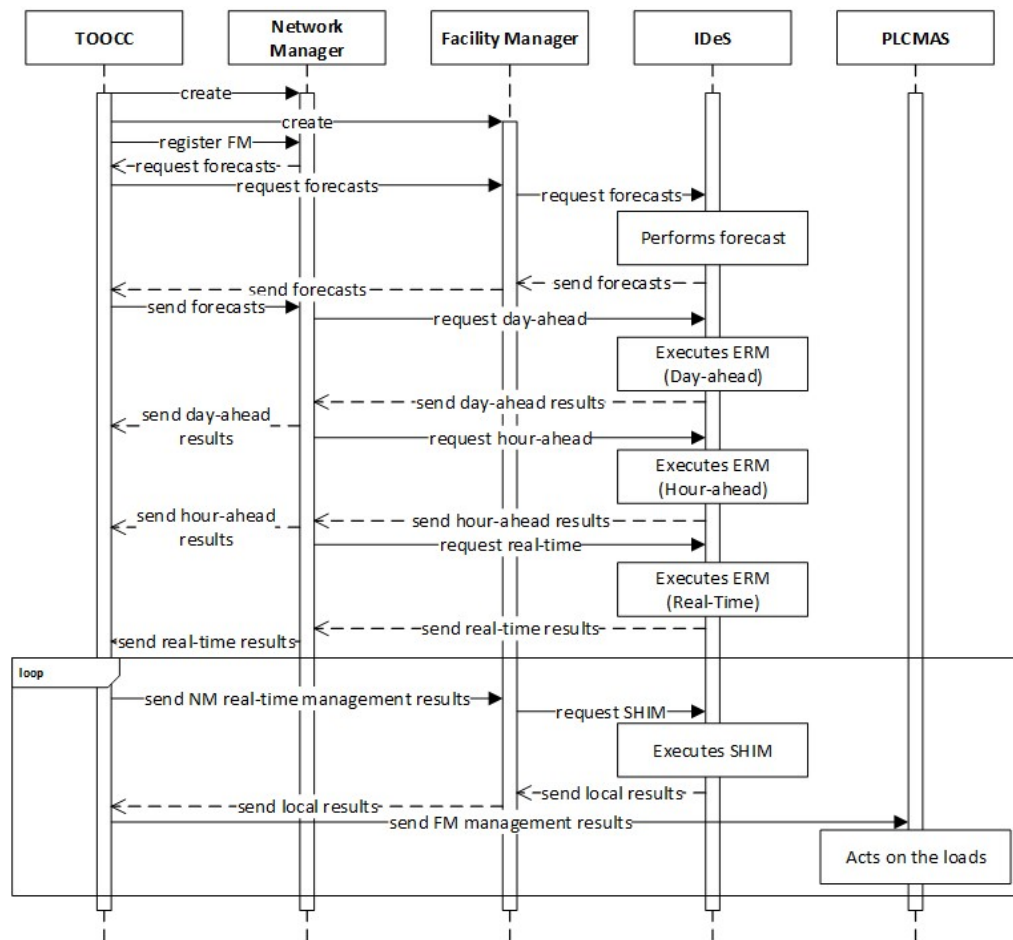 TOOCC
Network
Manager
Facility Manager
IDeS
PLCMAS
create
create
register FM
request forecasts
request forecasts
request forecasts
Performs forecast
send forecasts
send forecasts
send forecasts
request day-ahead
Executes ERM
(Day-ahead)
send day-ahead results
send day-ahead
results
request hour-ahead
Executes ERM
(Hour-ahead)
send hour-ahead results
send hour-ahead
results
request real-time
Executes ERM
(Real-Time)
send real-time results
send real-time results
loop
send NM real-time management results
request SHIM
Executes SHIM
send local results
send local results
send FM management results
Acts on the loads